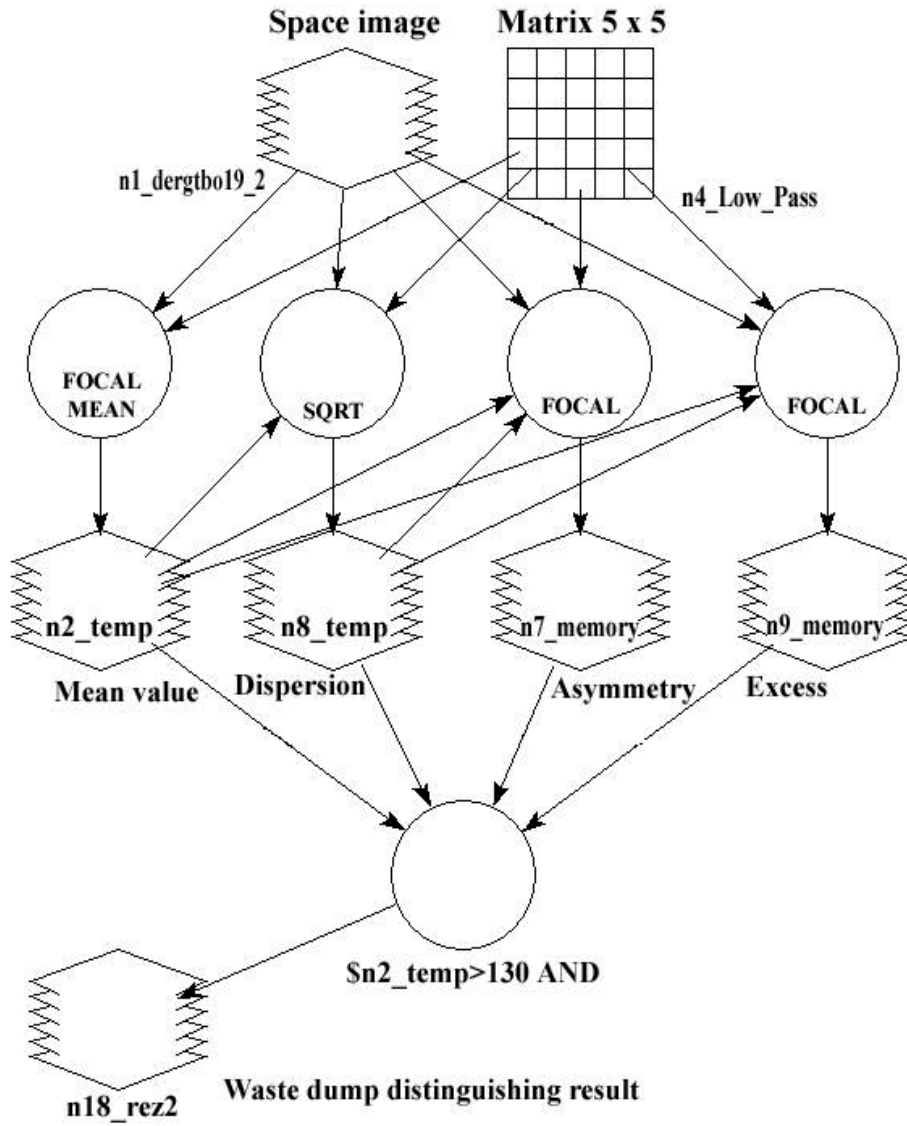 Space image
Matrix 5 x 5
n1_dergtbo19_2
n4_Low_Pass
FOCAL
MEAN
SQRT
FOCAL
FOCAL
n2_temp
n8_temp
n7_memory
n9_memory
Mean value
Dispersion
Asymmetry
Excess
$n2_temp>130 AND
n18_rez2
Waste dump distinguishing result